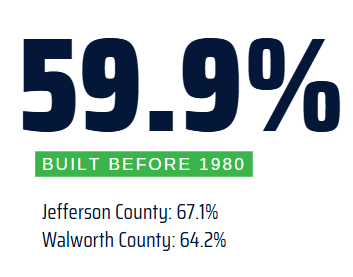 59.9%
BUILT BEFORE 1980
Jefferson County: 67.1%
Walworth County: 64.2%